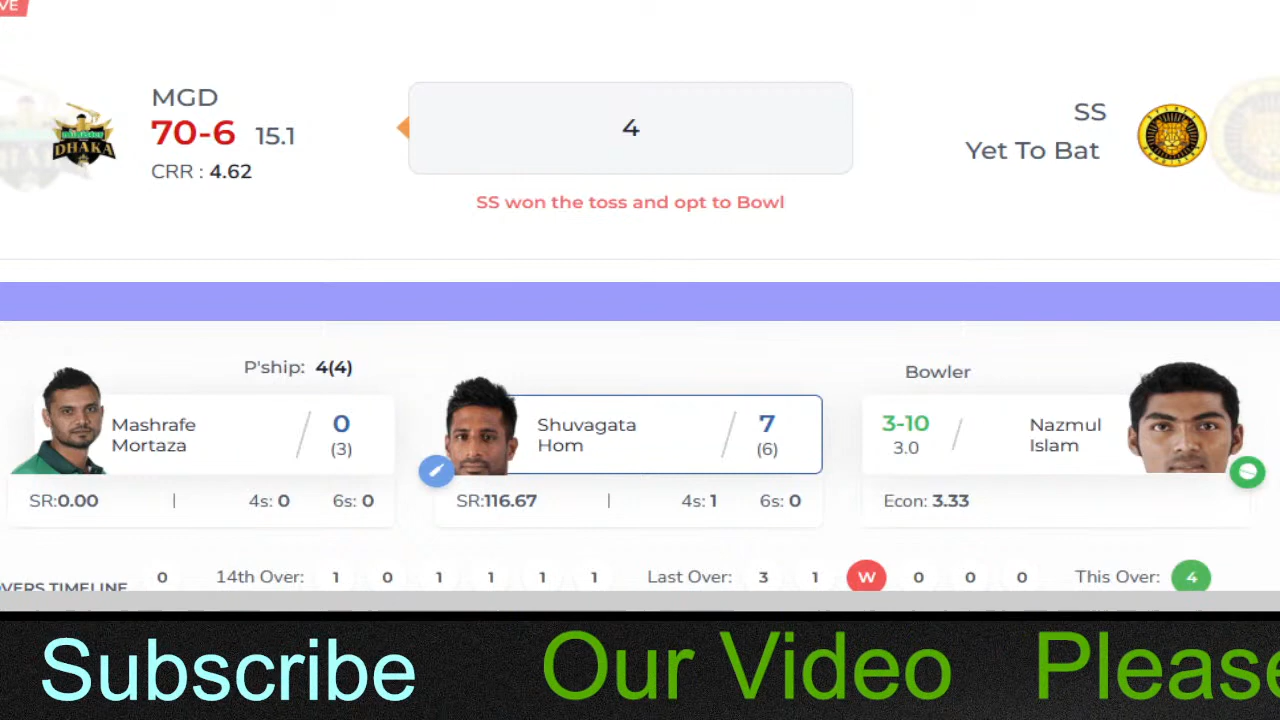 VE
MGD
70-6 15.1
CRR : 4.62
4
SS won the toss and opt to Bowl
SS
Yet To Bat
DHAKA
P'ship: 4(4)
Mashrafe
Mortaza
0
(3)
SR:0.00 | 4s: 0 6s: 0
Shuvagata
Hom
7
(6)
SR:116.67 | 4s: 1 6s: 0
Bowler
3-10
3.0
Nazmul
Islam
Econ: 3.33
OVERS TIMELINE 0 14th Over: 1 0 1 1 1 1 Last Over: 3 1 W 0 0 0 This Over: 4
Subscribe Our Video Please